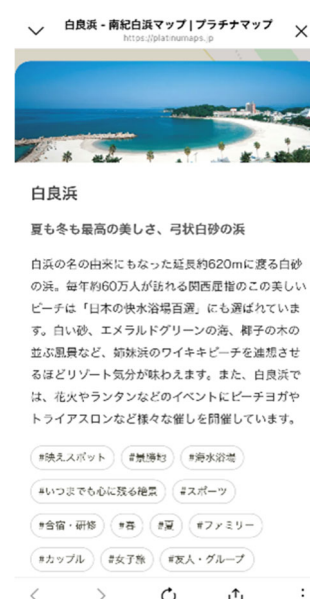 白良浜 - 南紀白浜マップ | プラチナマップ
https://platinumaps.jp
白良浜
夏も冬も最高の美しさ、弓状白砂の浜
白浜の名の由来にもなった延長約620mに渡る白砂
の浜。毎年約60万人が訪れる関西屈指のこの美しい
ビーチは「日本の快水浴場百選」にも選ばれていま
す。白い砂、エメラルドグリーンの海、椰子の木の
並ぶ風景など、姉妹浜のワイキキビーチを連想させ
るほどリゾート気分が味わえます。また、白良浜で
は、花火やランタンなどのイベントにビーチヨガや
トライアスロンなど様々な催しを開催しています。
#映えスポット #景勝地 #海水浴場
#いつまでも心に残る絶景 #スポーツ
#合宿・研修 #春 #夏 #ファミリー
#カップル #女子旅 #友人・グループ